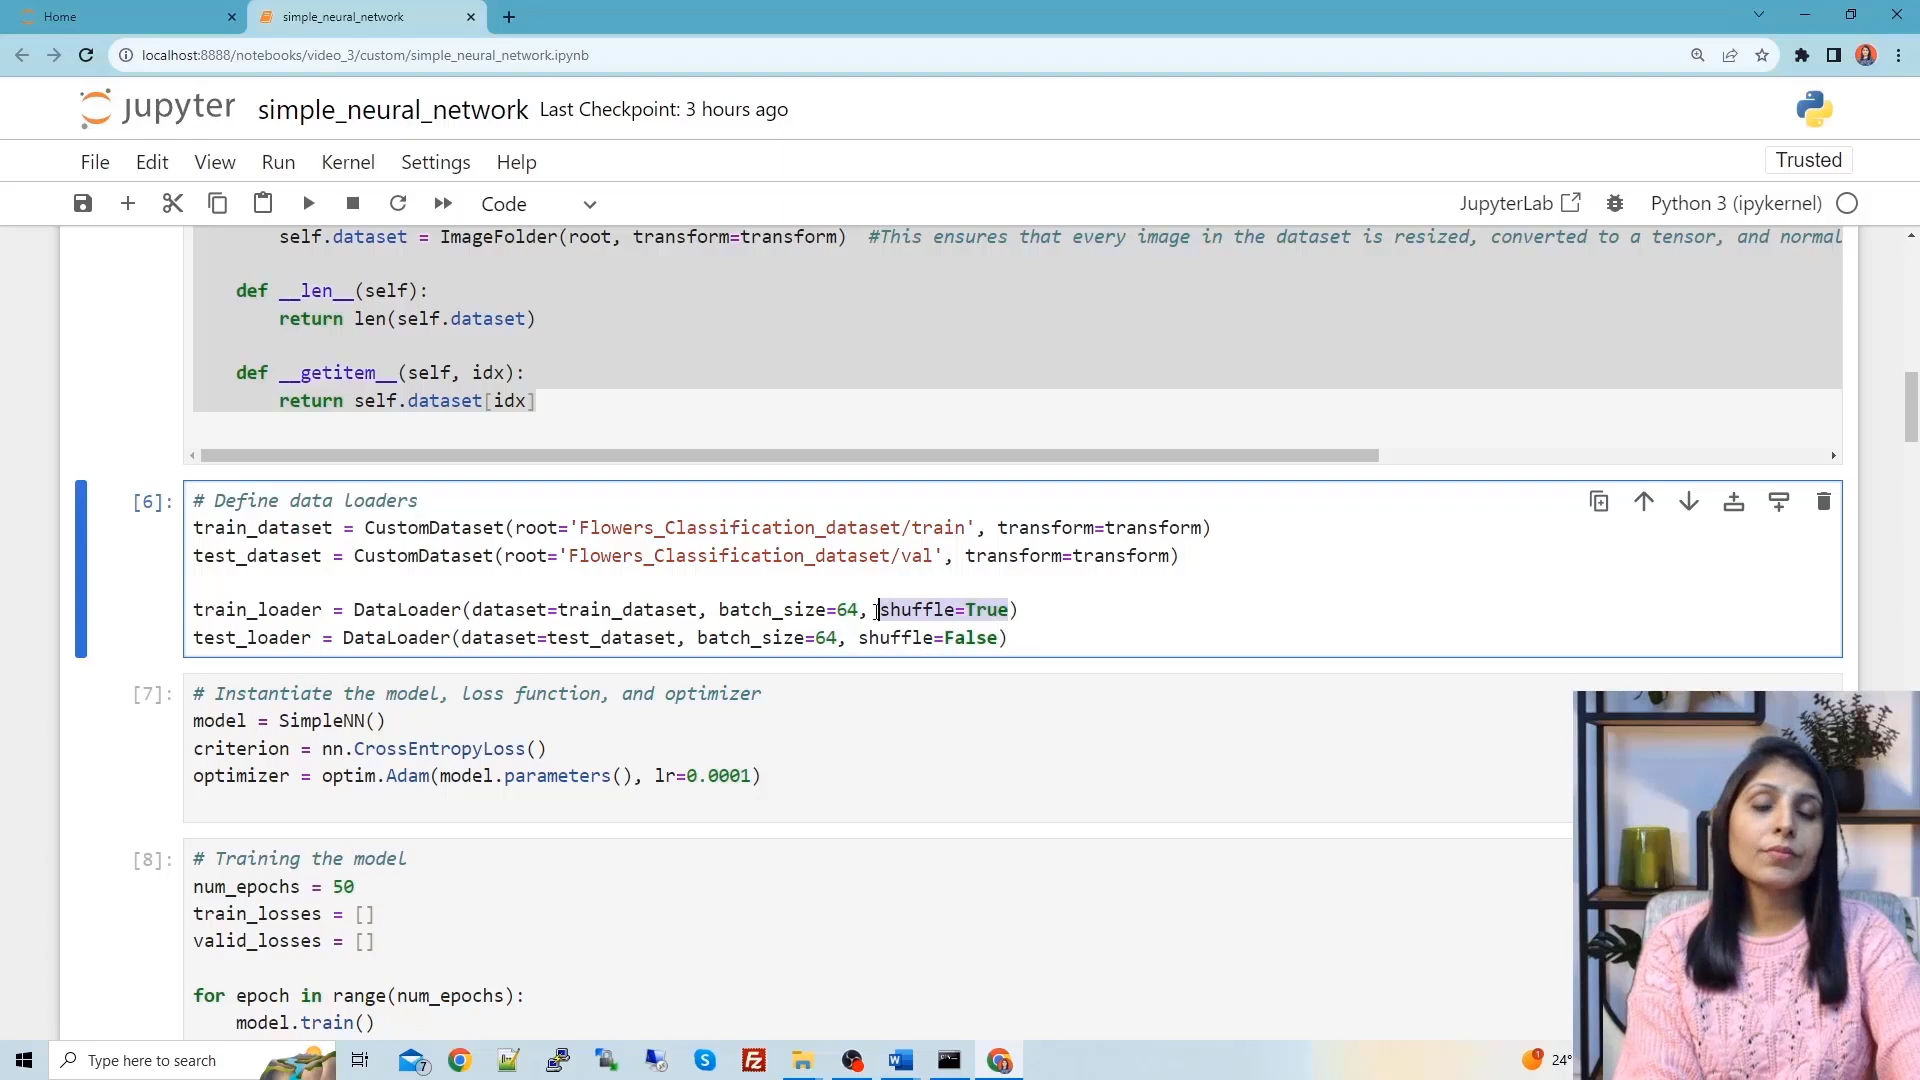 Home
simple_neural_network
localhost:8888/notebooks/video_3/custom/simple_neural_network.ipynb
jupyter simple_neural_network Last Checkpoint: 3 hours ago
File Edit View Run Kernel Settings Help
Trusted
Code
JupyterLab
Python 3 (ipykernel)
self.dataset = ImageFolder(root, transform=transform) #This ensures that every image in the dataset is resized, converted to a tensor, and normal
def __len__(self):
return len(self.dataset)
def __getitem__(self, idx):
return self.dataset[idx]
[6]: # Define data loaders
train_dataset = CustomDataset(root='Flowers_Classification_dataset/train', transform=transform)
test_dataset = CustomDataset(root='Flowers_Classification_dataset/val', transform=transform)
train_loader = DataLoader(dataset=train_dataset, batch_size=64, shuffle=True)
test_loader = DataLoader(dataset=test_dataset, batch_size=64, shuffle=False)
[7]: # Instantiate the model, loss function, and optimizer
model = SimpleNN()
criterion = nn.CrossEntropyLoss()
optimizer = optim.Adam(model.parameters(), lr=0.0001)
[8]: # Training the model
num_epochs = 50
train_losses = []
valid_losses = []
for epoch in range(num_epochs):
model.train()
Type here to search
7
1
24°